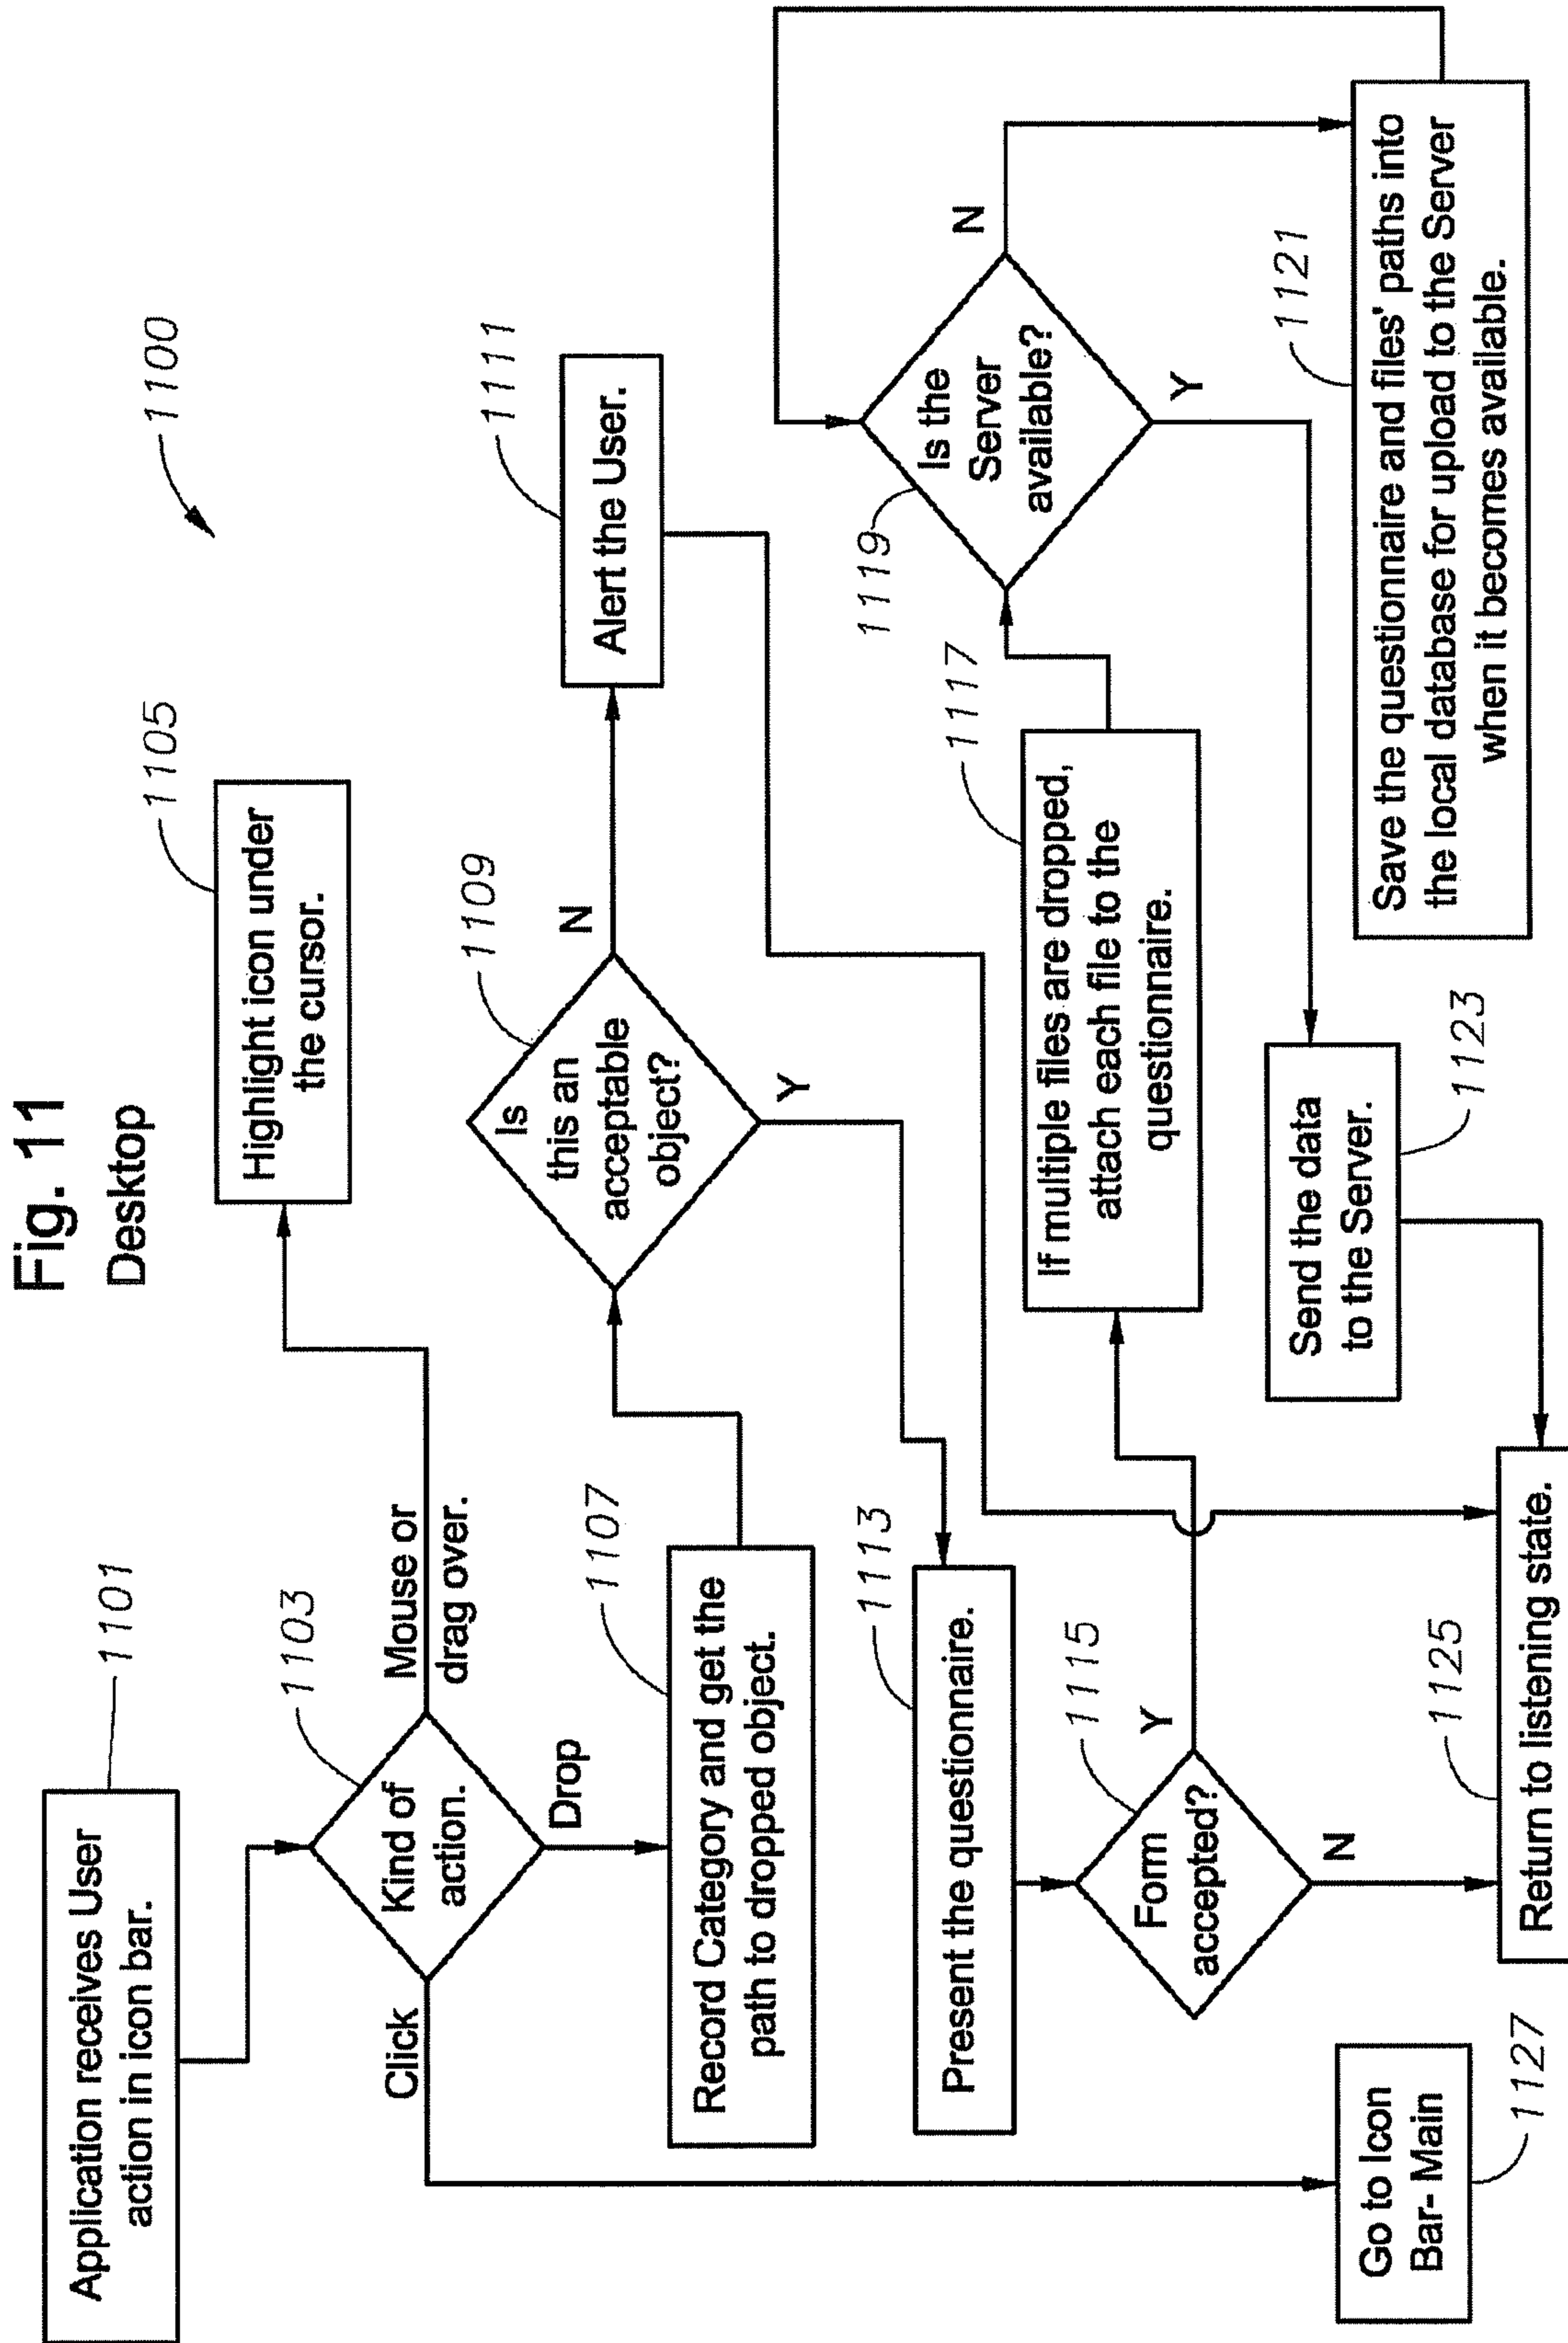 Fig. 11
Desktop
1100
Application receives User
action in icon bar.
1101
Kind of
action.
1103
Mouse or
drag over.
Highlight icon under
the cursor.
1105
Click
Drop
Record Category and get the
path to dropped object.
1107
Is
this an
acceptable
object?
1109
N
Y
Alert the User.
1111
Present the questionnaire.
1113
Form
accepted?
1115
Y
N
If multiple files are dropped,
attach each file to the
questionnaire.
1117
Is the
Server
available?
1119
N
Y
Save the questionnaire and files' paths into
the local database for upload to the Server
when it becomes available.
1121
Send the data
to the Server.
1123
Return to listening state.
1125
Go to Icon
Bar- Main
1127